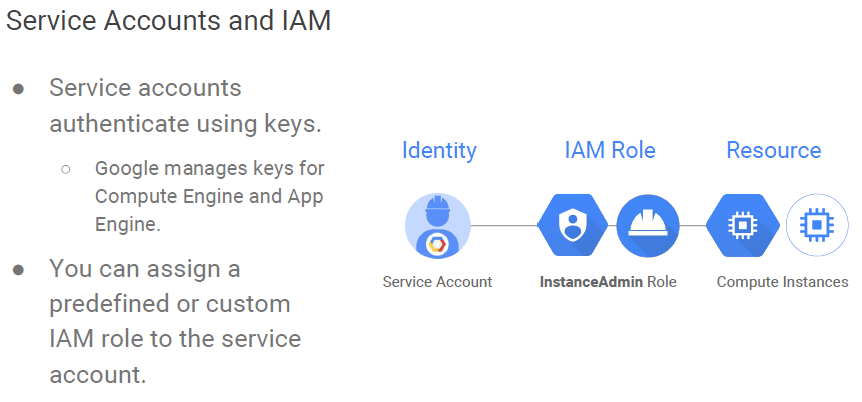 Service Accounts and IAM
● Service accounts
authenticate using keys.
○ Google manages keys for
Compute Engine and App
Engine.
● You can assign a
predefined or custom
IAM role to the service
account.
Identity
IAM Role
Resource
Service Account
InstanceAdmin Role
Compute Instances